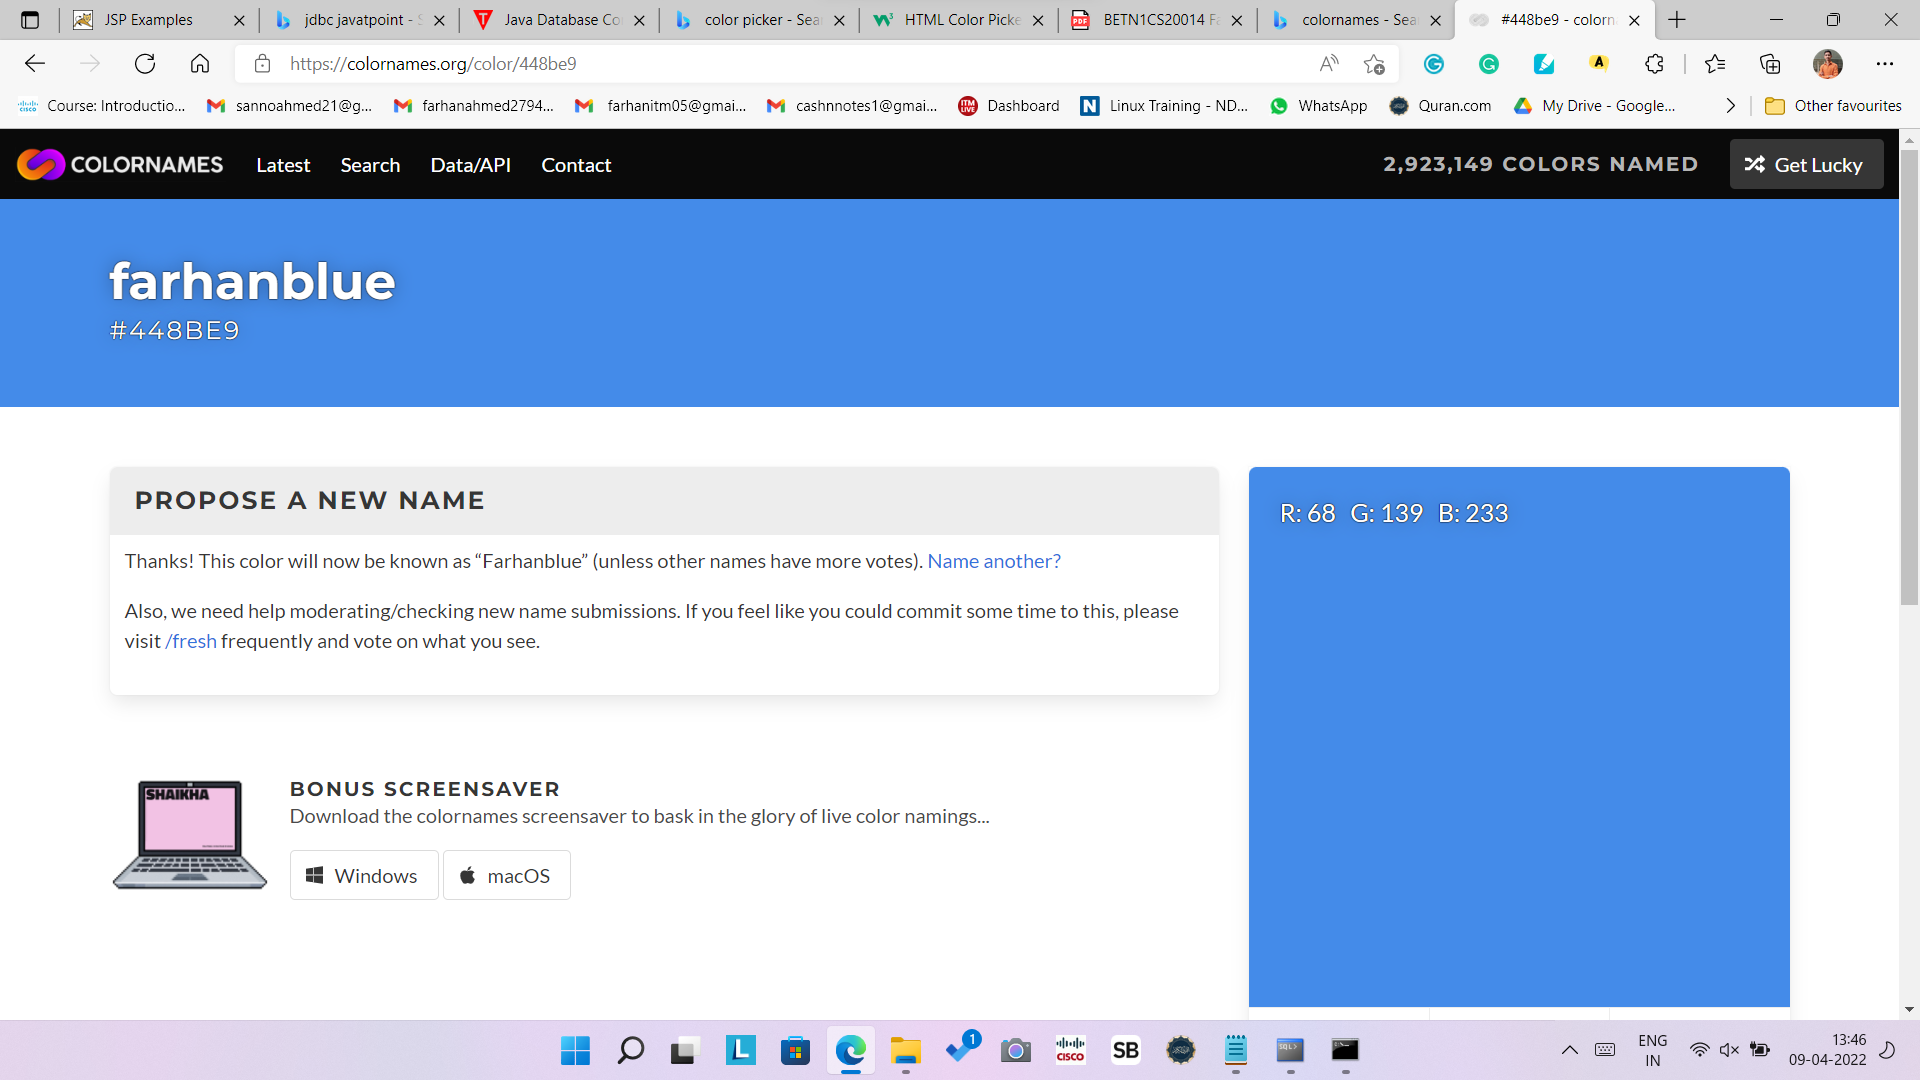 JSP Examples
jdbc javatpoint - S
Java Database Co
color picker - Sea
HTML Color Picke
BETN1CS20014 Fa
colornames - Sea
#448be9 - colorn
https://colornames.org/color/448be9
Course: Introductio...
sannoahmed21@g...
farhanahmed2794...
farhanitm05@gmai...
cashnnotes1@gmai...
Dashboard
Linux Training - ND...
WhatsApp
Quran.com
My Drive - Google...
Other favourites
COLORNAMES
Latest
Search
Data/API
Contact
2,923,149 COLORS NAMED
Get Lucky
farhanblue
#448BE9
PROPOSE A NEW NAME
R: 68 G: 139 B: 233
Thanks! This color will now be known as “Farhanblue” (unless other names have more votes). Name another?
Also, we need help moderating/checking new name submissions. If you feel like you could commit some time to this, please
visit /fresh frequently and vote on what you see.
SHAIKHA
BONUS SCREENSAVER
Download the colornames screensaver to bask in the glory of live color namings...
Windows
macOS
1
CISCO
SB
ENG
IN
13:46
09-04-2022